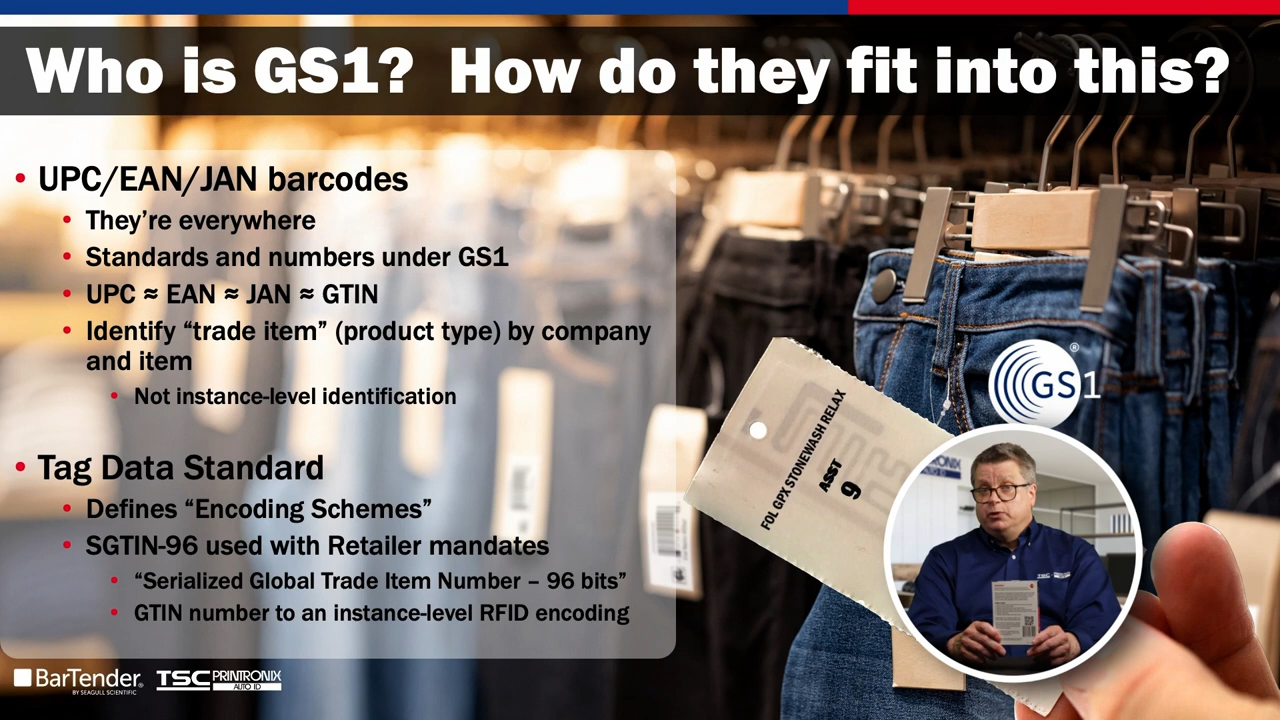 Who is GS1? How do they fit into this?
• UPC/EAN/JAN barcodes
• They’re everywhere
• Standards and numbers under GS1
• UPC ≈ EAN ≈ JAN ≈ GTIN
• Identify “trade item” (product type) by company
and item
• Not instance-level identification
• Tag Data Standard
• Defines “Encoding Schemes”
• SGTIN-96 used with Retailer mandates
• “Serialized Global Trade Item Number – 96 bits”
• GTIN number to an instance-level RFID encoding
FOL GPX STONEWASH RELAX
ASST
9
GS1®
BarTender®
BY SEAGULL SCIENTIFIC
TSC PRINTRONIX
AUTO ID